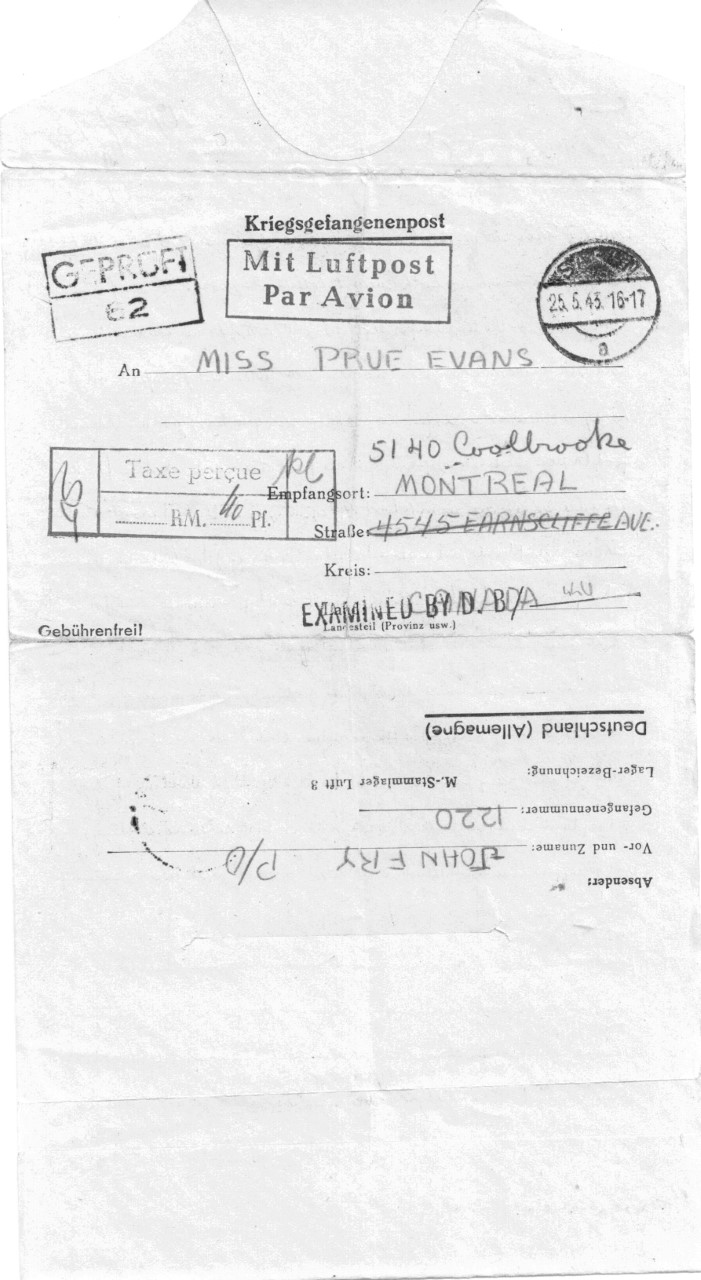 Kriegsgefangenenpost
GEPRÜFT
62
Mit Luftpost
Par Avion
25.5.43.16-17
a
An MISS PRUE EVANS
5140 Coolbrooke
Taxe perçue
RM. 40 Pf.
Empfangsort: MONTREAL
Straße: 4545 EARNSCLIFFE AVE.
Kreis:
CANADA
EXAMINED BY D. B/
Landesteil (Provinz usw.)
Gebührenfrei!
Absender:
Vor- und Zuname: JOHN FRY P/O
Gefangenennummer: 1220
Lager-Bezeichnung: M.-Stammlager Luft 3
Deutschland (Allemagne)